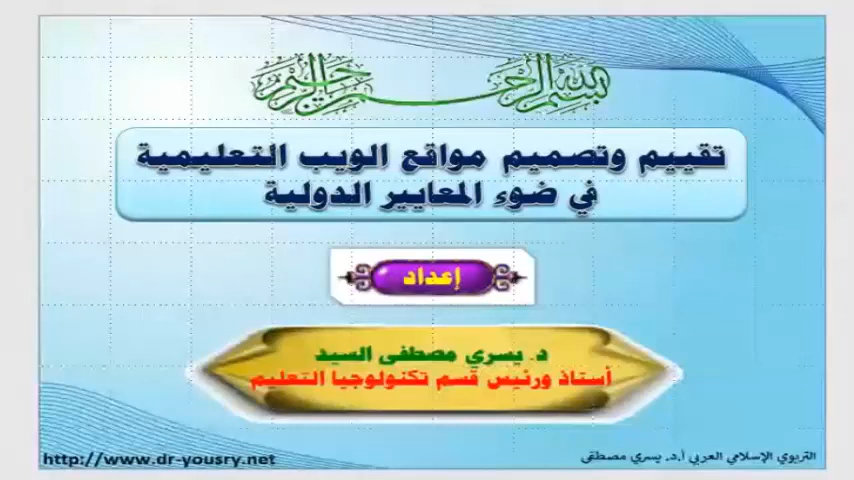 بسم الله الرحمن الرحيم
تقييم وتصميم مواقع الويب التعليمية
في ضوء المعايير الدولية
إعداد
د. يسري مصطفى السيد
أستاذ ورئيس قسم تكنولوجيا التعليم
التربوي الإسلامي العربي أ.د. يسري مصطفى
http://www.dr-yousry.net